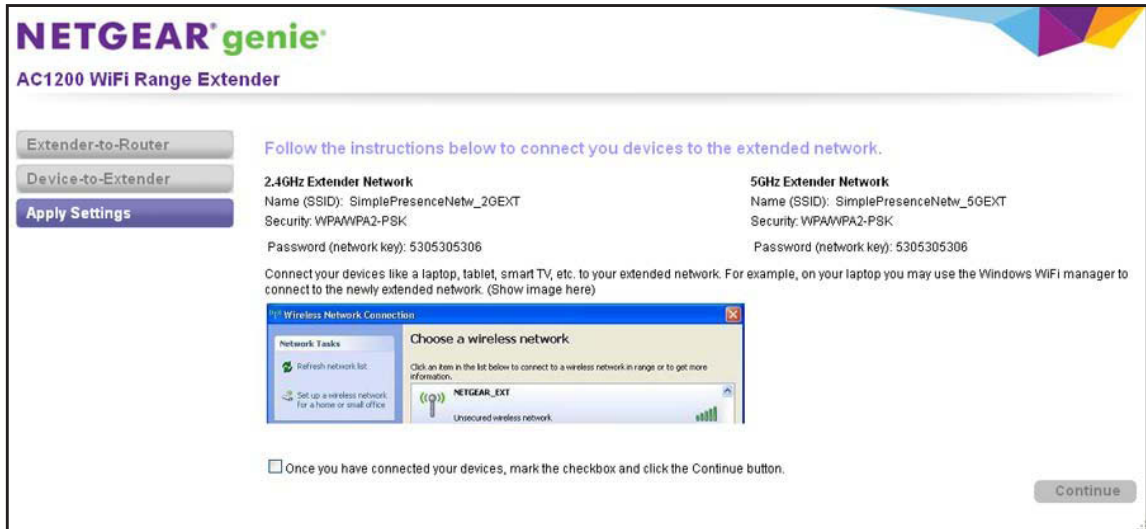 NETGEAR® genie®
AC1200 WiFi Range Extender
Extender-to-Router
Device-to-Extender
Apply Settings
Follow the instructions below to connect you devices to the extended network.
2.4GHz Extender Network
Name (SSID): SimplePresenceNetw_2GEXT
Security: WPA/WPA2-PSK
Password (network key): 5305305306
5GHz Extender Network
Name (SSID): SimplePresenceNetw_5GEXT
Security: WPA/WPA2-PSK
Password (network key): 5305305306
Connect your devices like a laptop, tablet, smart TV, etc. to your extended network. For example, on your laptop you may use the Windows WiFi manager to
connect to the newly extended network. (Show image here)
Wireless Network Connection
Network Tasks
Refresh network list
Set up a wireless network
for a home or small office
Choose a wireless network
Click an item in the list below to connect to a wireless network in range or to get more
information.
NETGEAR_EXT
Unsecured wireless network
Once you have connected your devices, mark the checkbox and click the Continue button.
Continue